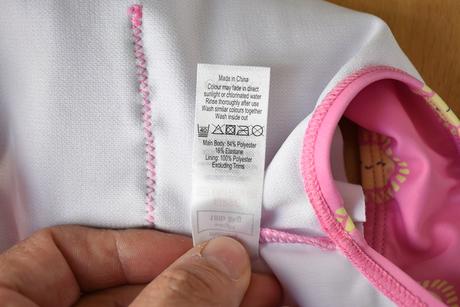 Made in China
Colour may fade in direct
sunlight or chlorinated water
Rinse thoroughly after use
Wash similar colours together
Wash inside out
Main Body: 84% Polyester
16% Elastane
Lining: 100% Polyester
Excluding Trims